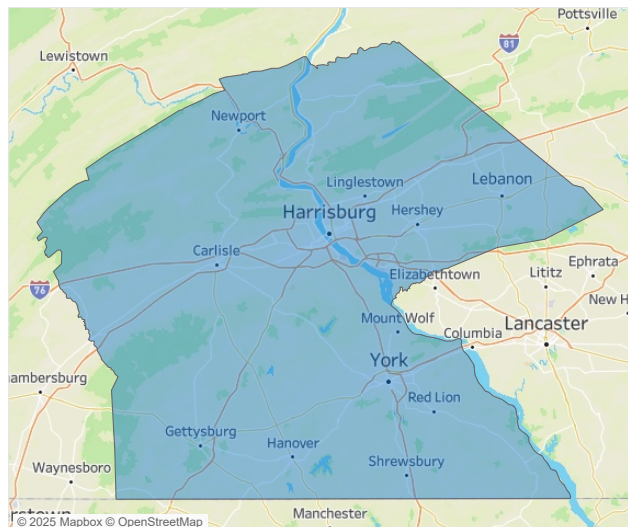 Pottsville
81
Lewistown
Newport
Linglestown
Lebanon
Harrisburg
Hershey
Carlisle
Ephrata
Elizabethtown
Lititz
76
New H
Mount Wolf
Lancaster
Columbia
York
ambersburg
Red Lion
Gettysburg
Hanover
Shrewsbury
Waynesboro
Manchester
rstown
© 2025 Mapbox © OpenStreetMap